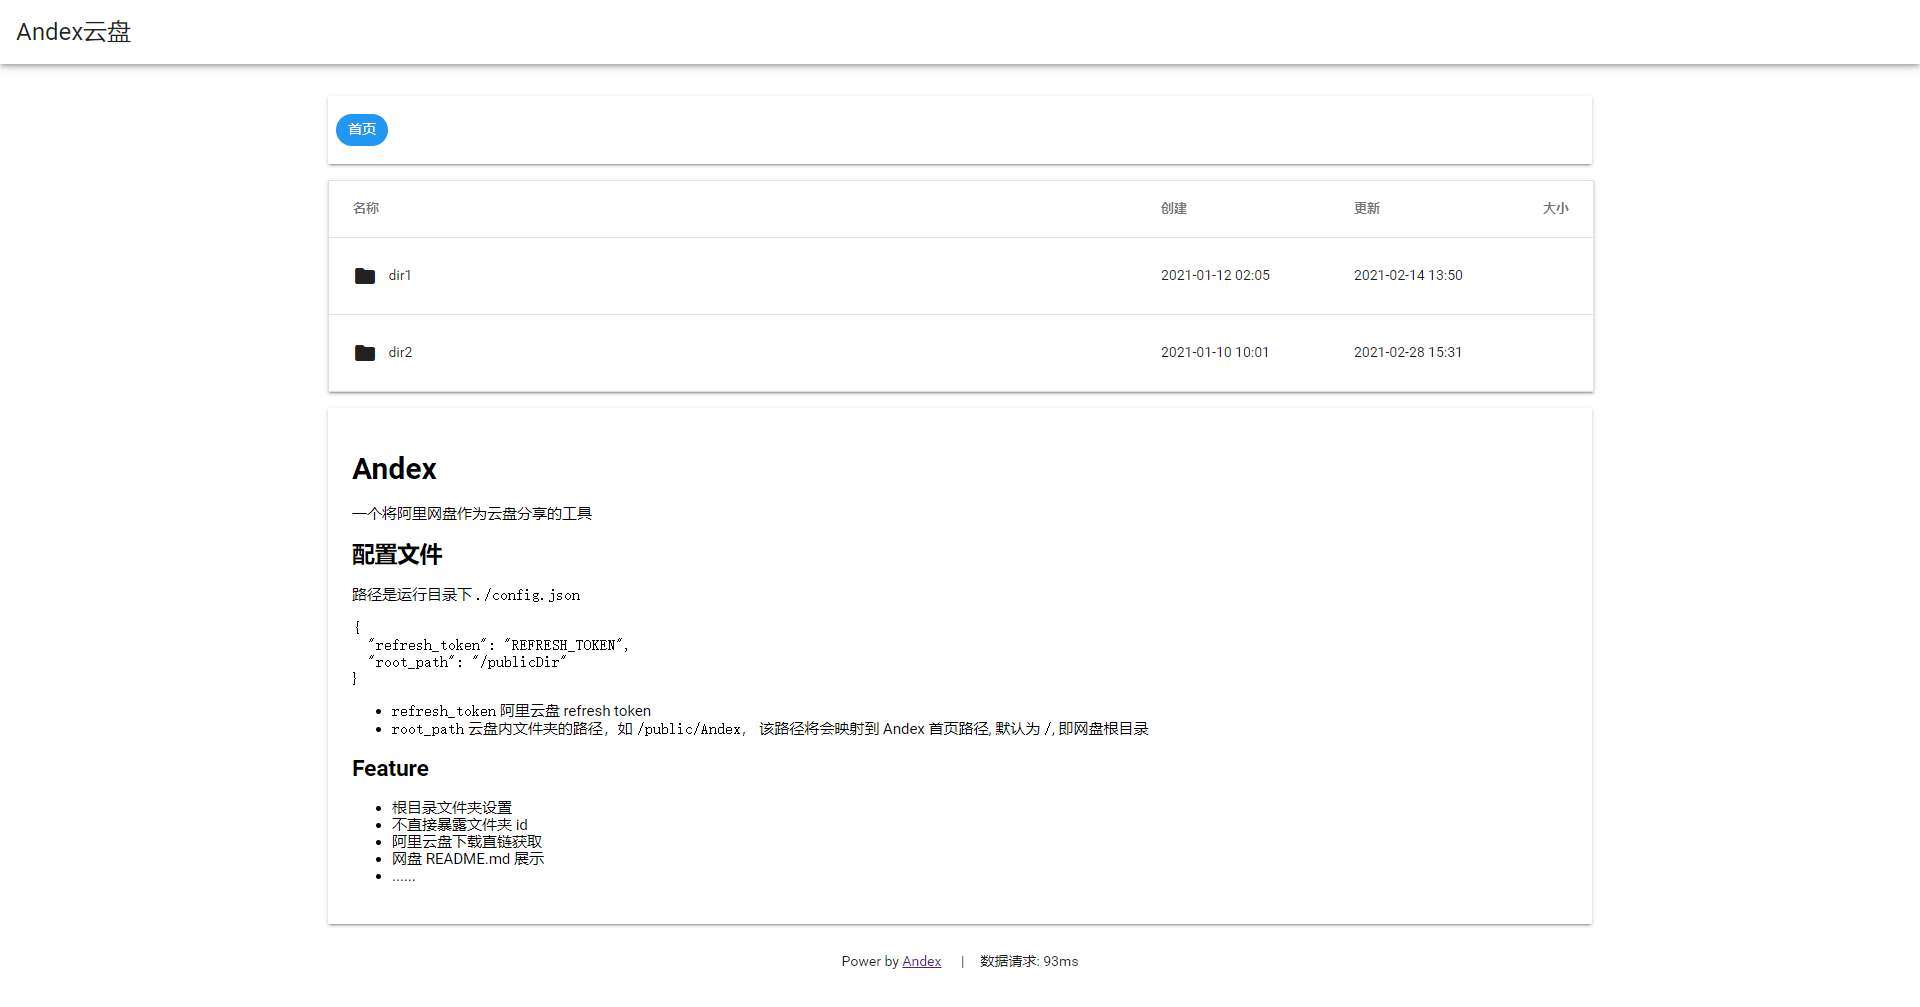 Andex云盘
首页
名称 创建 更新 大小
dir1 2021-01-12 02:05 2021-02-14 13:50
dir2 2021-01-10 10:01 2021-02-28 15:31
Andex
一个将阿里网盘作为云盘分享的工具
配置文件
路径是运行目录下 ./config.json
{
"refresh_token": "REFRESH_TOKEN",
"root_path": "/publicDir"
}
• refresh_token 阿里云盘 refresh token
• root_path 云盘内文件夹的路径，如 /public/Andex， 该路径将会映射到 Andex 首页路径, 默认为 /, 即网盘根目录
Feature
• 根目录文件夹设置
• 不直接暴露文件夹 id
• 阿里云盘下载直链获取
• 网盘 README.md 展示
• ......
Power by Andex | 数据请求: 93ms